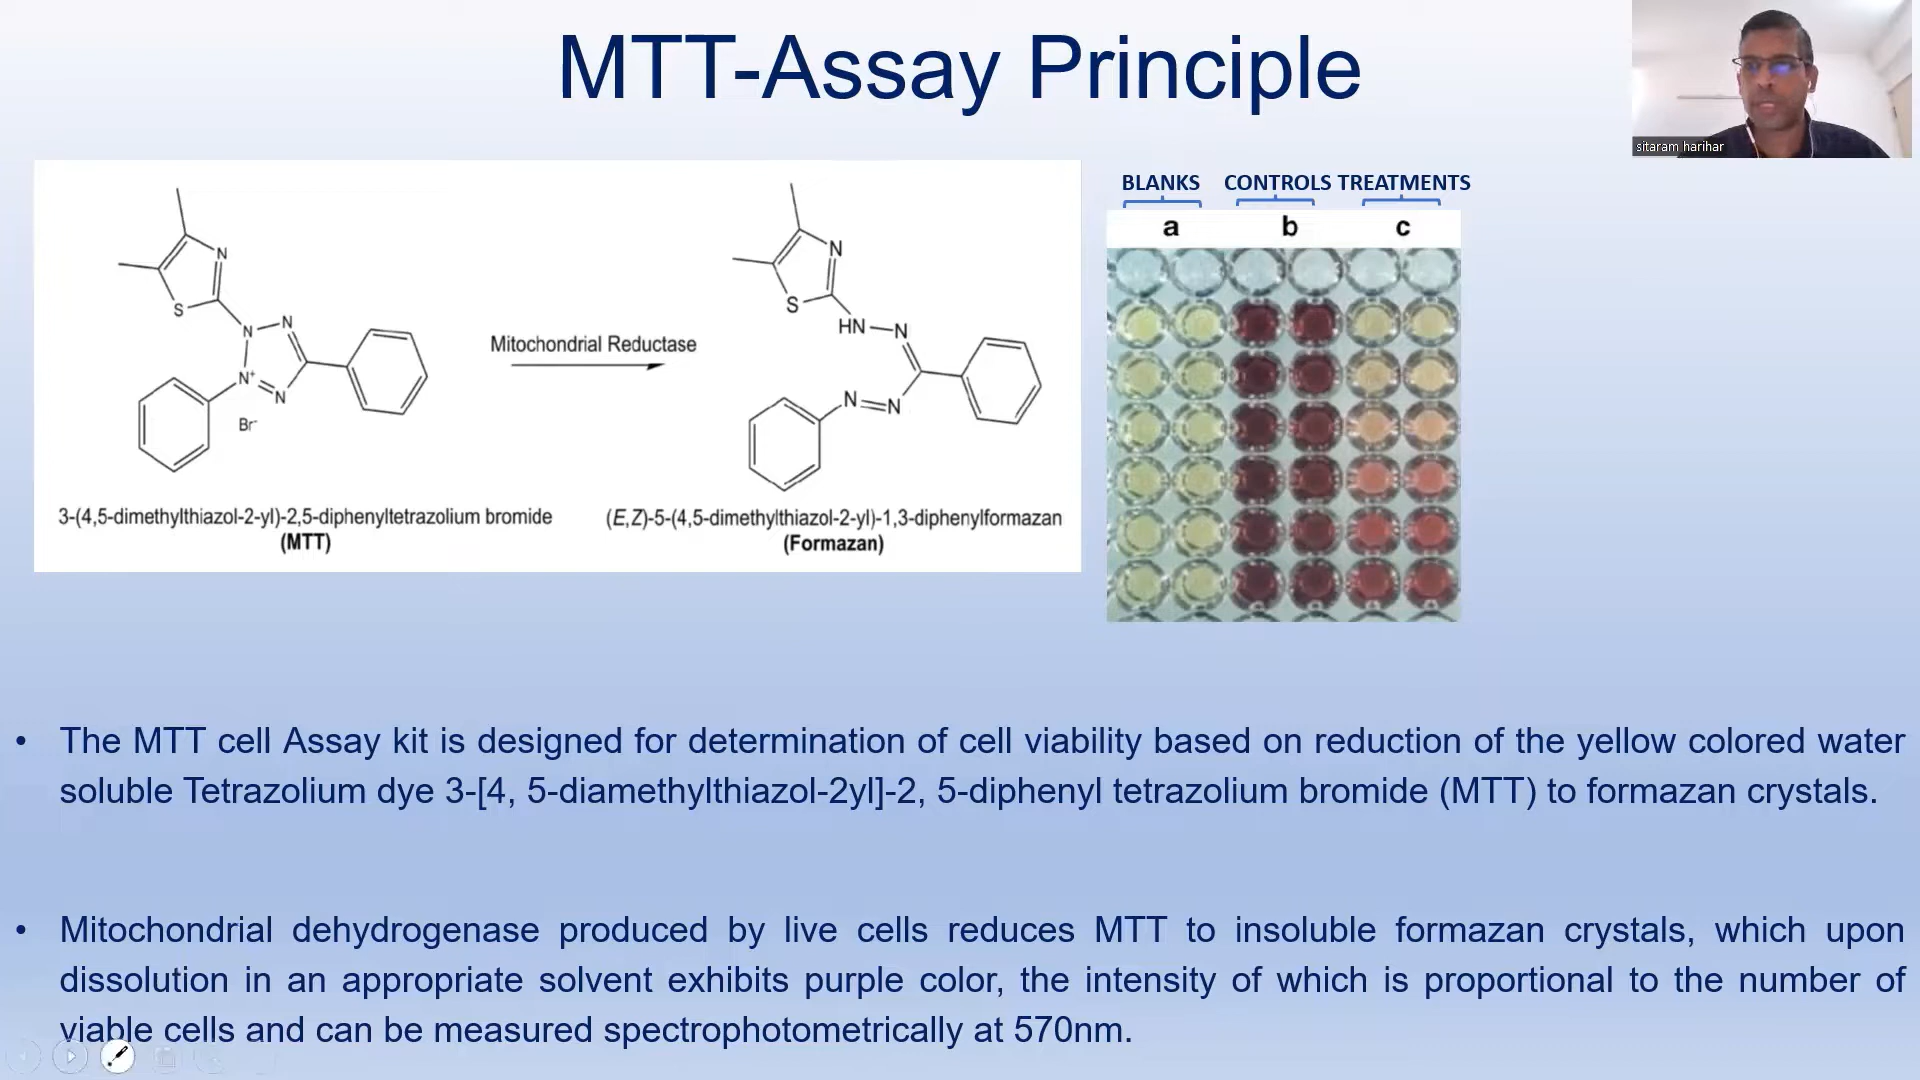 MTT-Assay Principle
sitaram harihar
N
S
N
N
N+
N
Br-
Mitochondrial Reductase
N
S
HN
N
N
N
3-(4,5-dimethylthiazol-2-yl)-2,5-diphenyltetrazolium bromide
(MTT)
(E,Z)-5-(4,5-dimethylthiazol-2-yl)-1,3-diphenylformazan
(Formazan)
BLANKS CONTROLS TREATMENTS
a b c
• The MTT cell Assay kit is designed for determination of cell viability based on reduction of the yellow colored water
soluble Tetrazolium dye 3-[4, 5-diamethylthiazol-2yl]-2, 5-diphenyl tetrazolium bromide (MTT) to formazan crystals.
• Mitochondrial dehydrogenase produced by live cells reduces MTT to insoluble formazan crystals, which upon
dissolution in an appropriate solvent exhibits purple color, the intensity of which is proportional to the number of
viable cells and can be measured spectrophotometrically at 570nm.